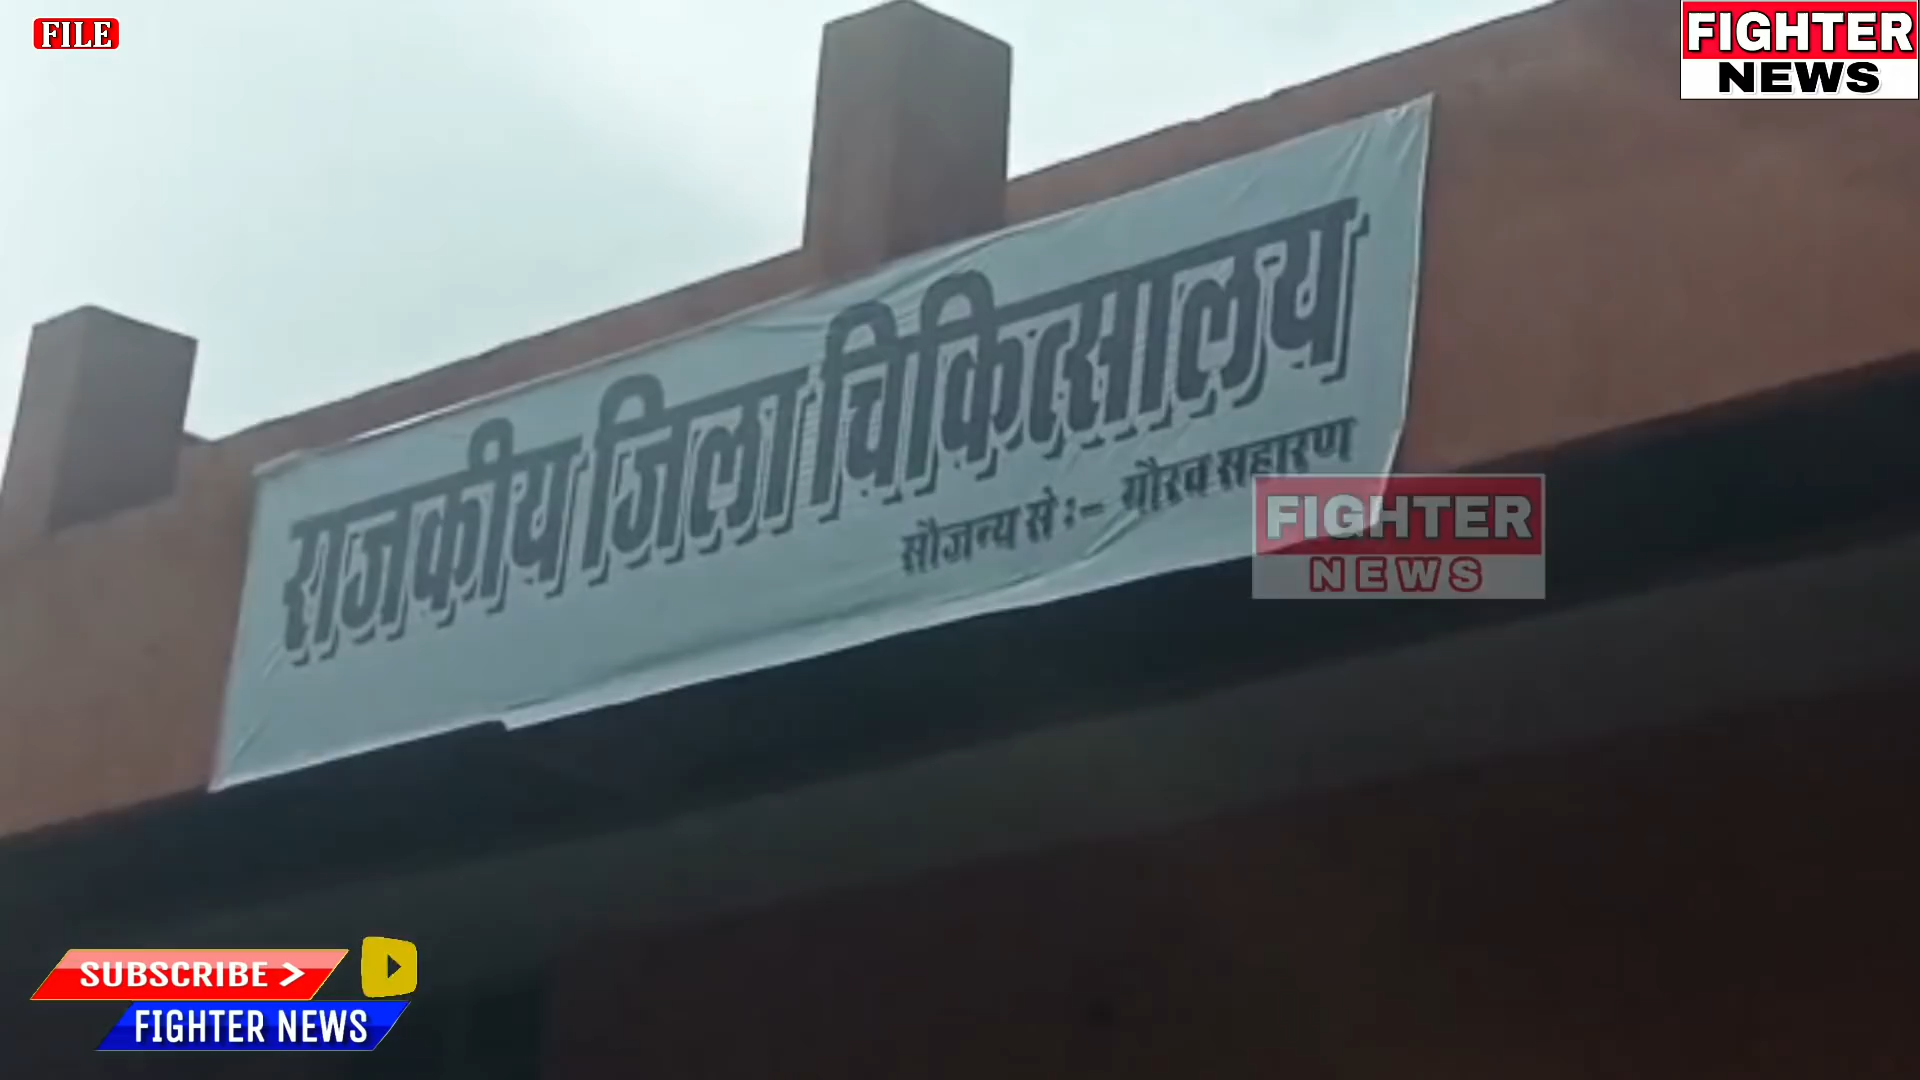 FILE
FIGHTER
NEWS
राजकीय जिला चिकित्सालय
सौजन्य से :- गौरव सहारण
FIGHTER
NEWS
SUBSCRIBE >
FIGHTER NEWS